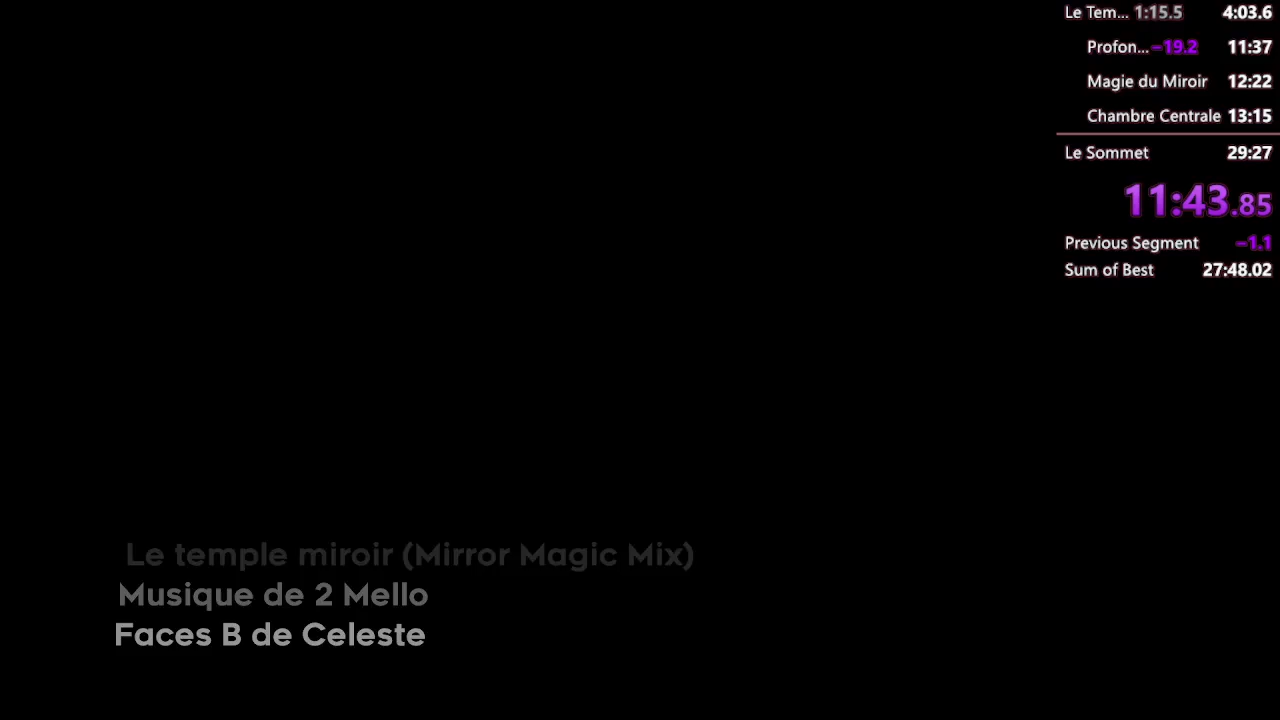 Le Tem... 1:15.5 4:03.6
Profon... -19.2 11:37
Magie du Miroir 12:22
Chambre Centrale 13:15
Le Sommet 29:27
11:43.85
Previous Segment -1.1
Sum of Best 27:48.02
Le temple miroir (Mirror Magic Mix)
Musique de 2 Mello
Faces B de Celeste